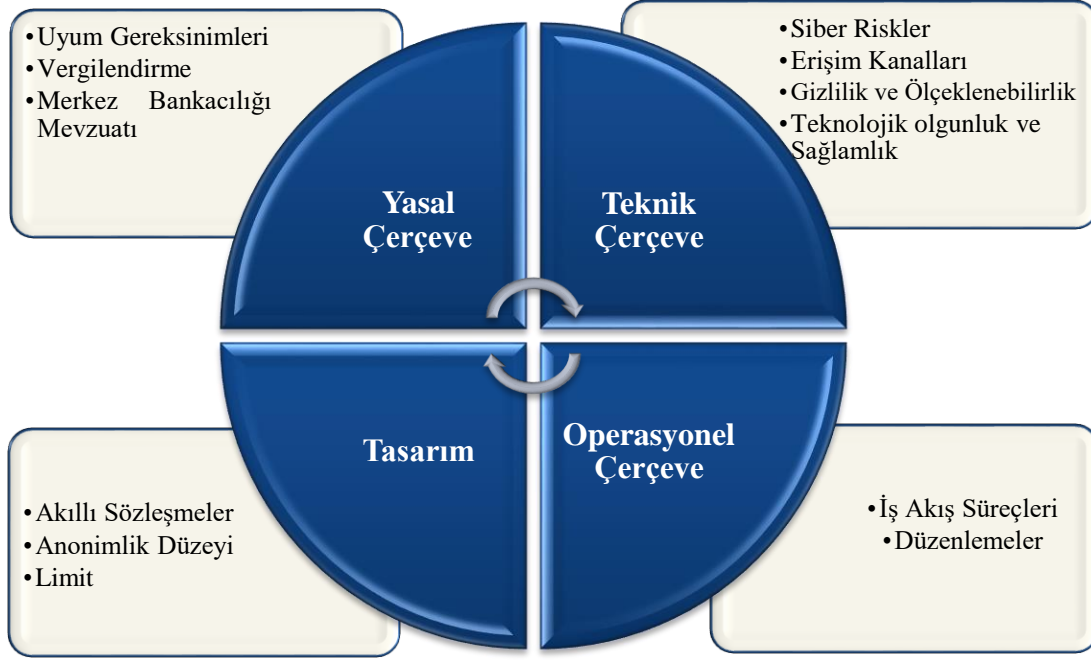 •Uyum Gereksinimleri
•Vergilendirme
•Merkez Bankacılığı
Mevzuatı
•Siber Riskler
•Erişim Kanalları
•Gizlilik ve Ölçeklenebilirlik
•Teknolojik olgunluk ve
Sağlamlık
Yasal
Çerçeve
Teknik
Çerçeve
Tasarım
Operasyonel
Çerçeve
•Akıllı Sözleşmeler
•Anonimlik Düzeyi
•Limit
•İş Akış Süreçleri
•Düzenlemeler